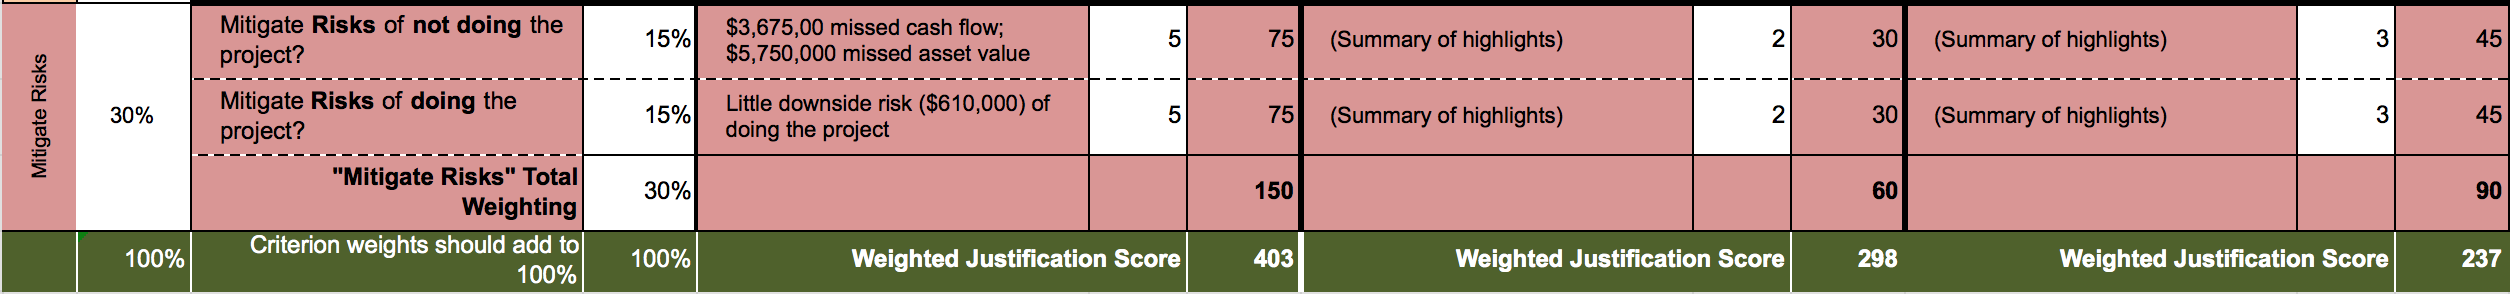 Mitigate Risks
30%
Mitigate Risks of not doing the
project?
15%
$3,675,00 missed cash flow;
$5,750,000 missed asset value
5
75
(Summary of highlights)
2
30
(Summary of highlights)
3
45
Mitigate Risks of doing the
project?
15%
Little downside risk ($610,000) of
doing the project
5
75
(Summary of highlights)
2
30
(Summary of highlights)
3
45
"Mitigate Risks" Total
Weighting
30%
150
60
90
100%
Criterion weights should add to
100%
100%
Weighted Justification Score
403
Weighted Justification Score
298
Weighted Justification Score
237